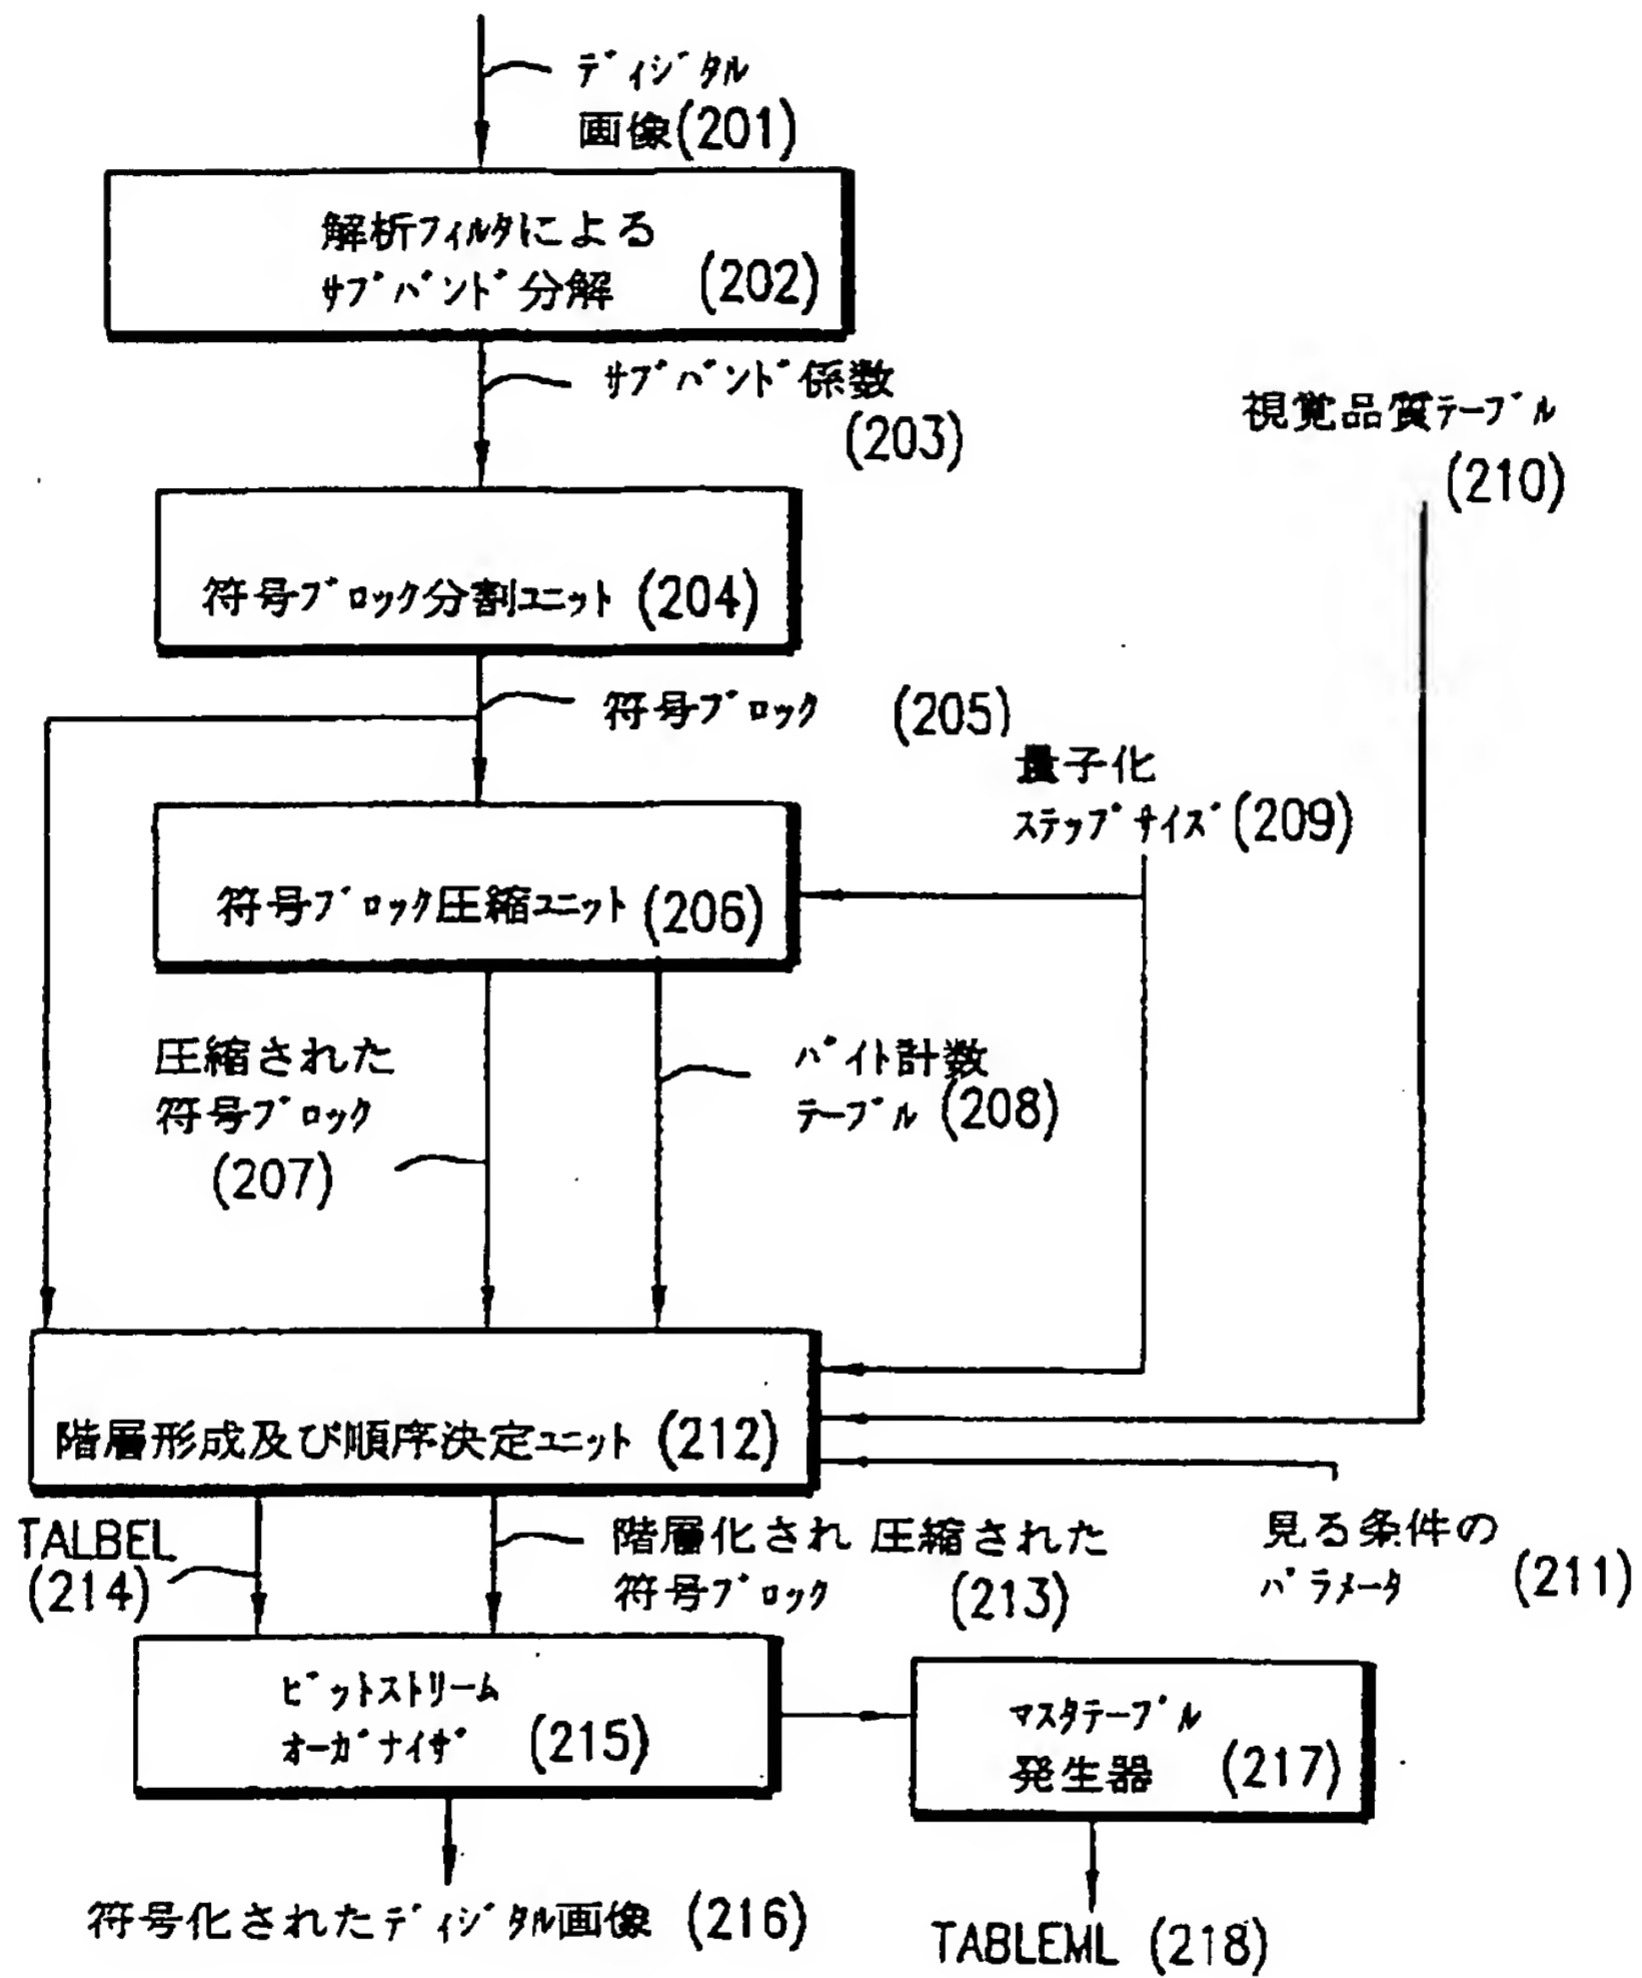 ディジタル
画像(201)
解析フィルタによる
サブバンド分解 (202)
サブバンド係数
(203)
視覚品質テーブル
(210)
符号ブロック分割ユニット (204)
符号ブロック (205)
量子化
ステップサイズ(209)
符号ブロック圧縮ユニット (206)
圧縮された
符号ブロック
(207)
バイト計数
テーブル (208)
階層形成及び順序決定ユニット (212)
TALBEL
(214)
階層化され 圧縮された
符号ブロック (213)
見る条件の
パラメータ (211)
ビットストリーム
オーガナイザ (215)
マスタテーブル
発生器 (217)
符号化されたディジタル画像 (216)
TABLEML (218)